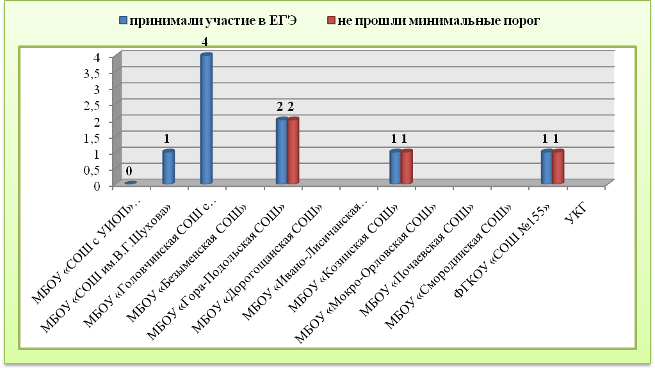 принимали участие в ЕГЭ
не прошли минимальные порог
4
3,5
3
2,5
2
1,5
1
0,5
0
0
1
4
2 2
1 1
1 1
МБОУ «СОШ с УИОП»...
МБОУ «СОШ им.В.Г.Шухова»
МБОУ «Головчинская СОШ с...
МБОУ «Безыменская СОШ»
МБОУ «Гора-Подольская СОШ»
МБОУ «Дорогощанская СОШ»
МБОУ «Ивано-Лисичанская...
МБОУ «Козинская СОШ»
МБОУ «Мокро-Орловская СОШ»
МБОУ «Почаевская СОШ»
МБОУ «Смородинская СОШ»
ФГКОУ «СОШ №155»
УКГ